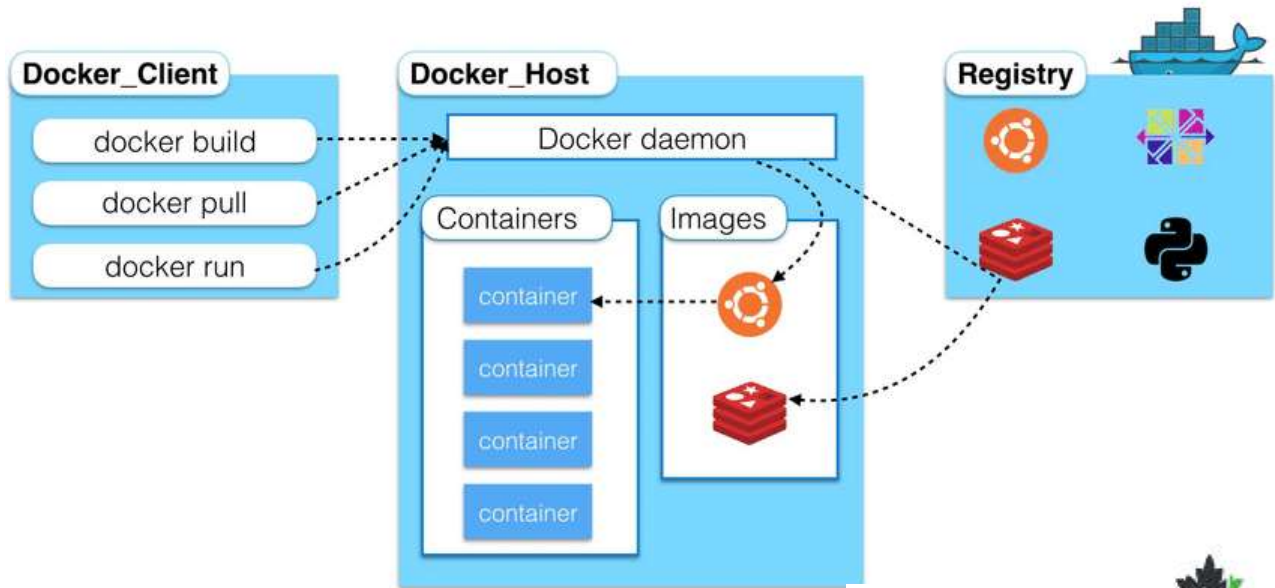 Docker_Client
docker build
docker pull
docker run
Docker_Host
Docker daemon
Containers
container
container
container
container
Images
Registry